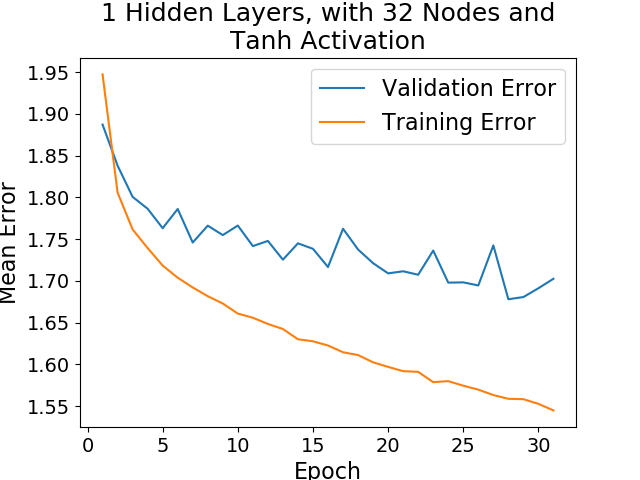 1 Hidden Layers, with 32 Nodes and
Tanh Activation
Validation Error
Training Error
Mean Error
1.95
1.90
1.85
1.80
1.75
1.70
1.65
1.60
1.55
0 5 10 15 20 25 30
Epoch